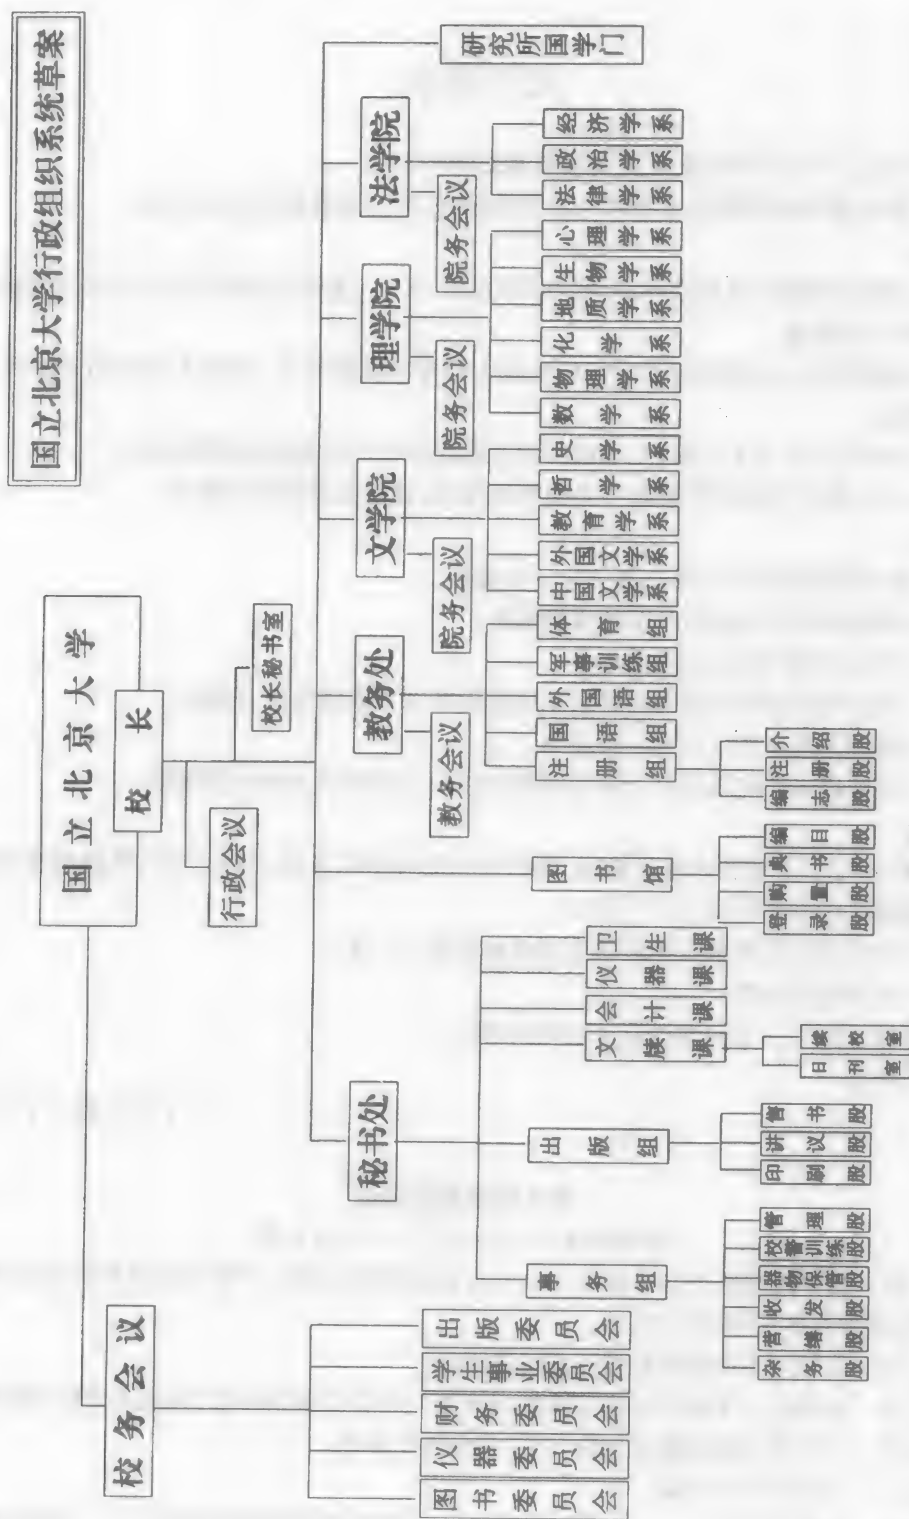 国立北京大学行政组织系统草案
国立北京大学
校长
校务会议
行政会议
校长秘书室
图书委员会
仪器委员会
财务委员会
学生事业委员会
出版委员会
秘书处
教务处
教务会议
文学院
院务会议
理学院
院务会议
法学院
院务会议
研究所国学门
事务组
出版组
文牍课
会计课
仪器课
卫生课
图书馆
注册组
国语组
外国语组
军事训练组
体育组
中国文学系
外国文学系
教育学系
哲学系
史学系
数学系
物理学系
化学系
地质学系
生物学系
心理学系
法律学系
政治学系
经济学系
杂务股
营缮股
收发股
器物保管股
校警训练股
管理股
印刷股
讲议股
售书股
日刊室
缮校室
登录股
购置股
典书股
编目股
编志股
注册股
介绍股